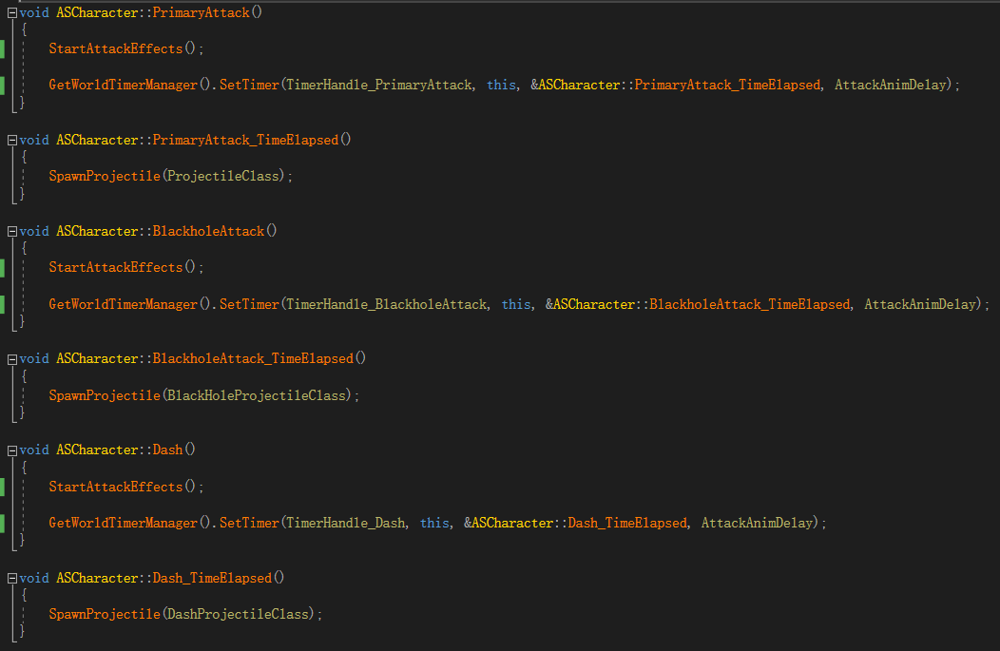 void ASCharacter::PrimaryAttack()
{
StartAttackEffects();
GetWorldTimerManager().SetTimer(TimerHandle_PrimaryAttack, this, &ASCharacter::PrimaryAttack_TimeElapsed, AttackAnimDelay);
}
void ASCharacter::PrimaryAttack_TimeElapsed()
{
SpawnProjectile(ProjectileClass);
}
void ASCharacter::BlackholeAttack()
{
StartAttackEffects();
GetWorldTimerManager().SetTimer(TimerHandle_BlackholeAttack, this, &ASCharacter::BlackholeAttack_TimeElapsed, AttackAnimDelay);
}
void ASCharacter::BlackholeAttack_TimeElapsed()
{
SpawnProjectile(BlackHoleProjectileClass);
}
void ASCharacter::Dash()
{
StartAttackEffects();
GetWorldTimerManager().SetTimer(TimerHandle_Dash, this, &ASCharacter::Dash_TimeElapsed, AttackAnimDelay);
}
void ASCharacter::Dash_TimeElapsed()
{
SpawnProjectile(DashProjectileClass);
}